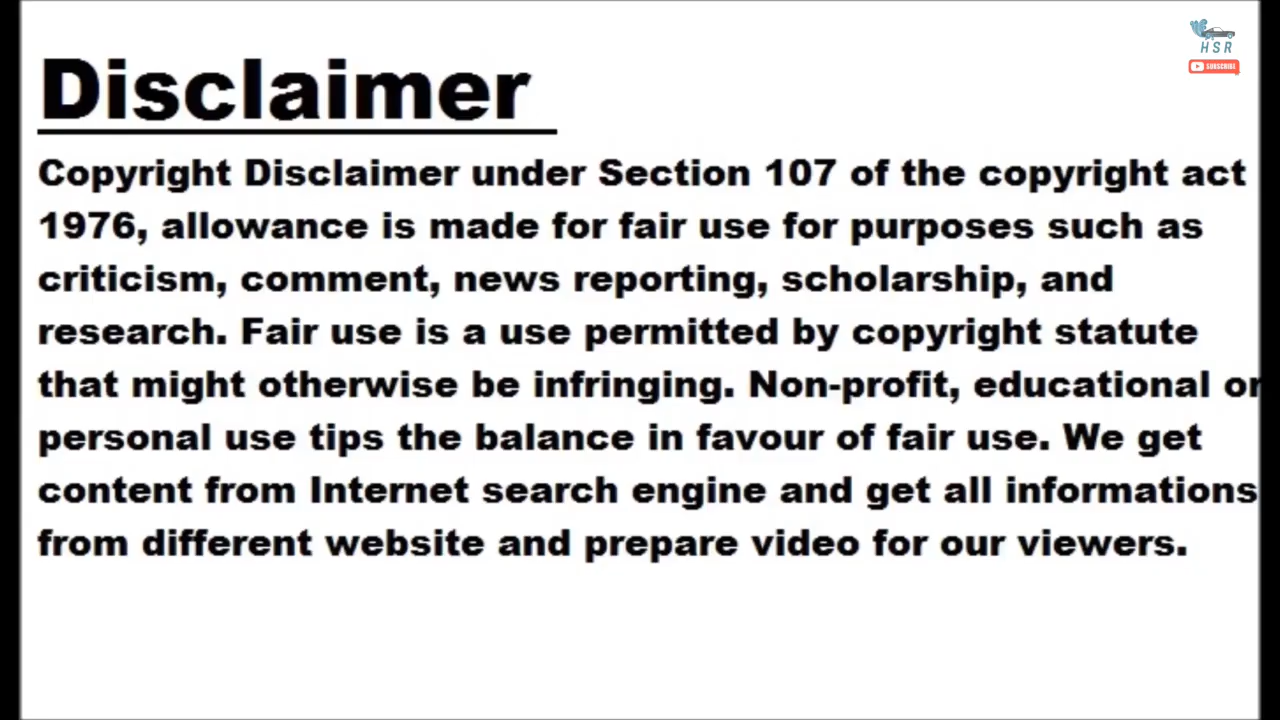 HSR
SUBSCRIBE
Disclaimer
Copyright Disclaimer under Section 107 of the copyright act
1976, allowance is made for fair use for purposes such as
criticism, comment, news reporting, scholarship, and
research. Fair use is a use permitted by copyright statute
that might otherwise be infringing. Non-profit, educational or
personal use tips the balance in favour of fair use. We get
content from Internet search engine and get all informations
from different website and prepare video for our viewers.